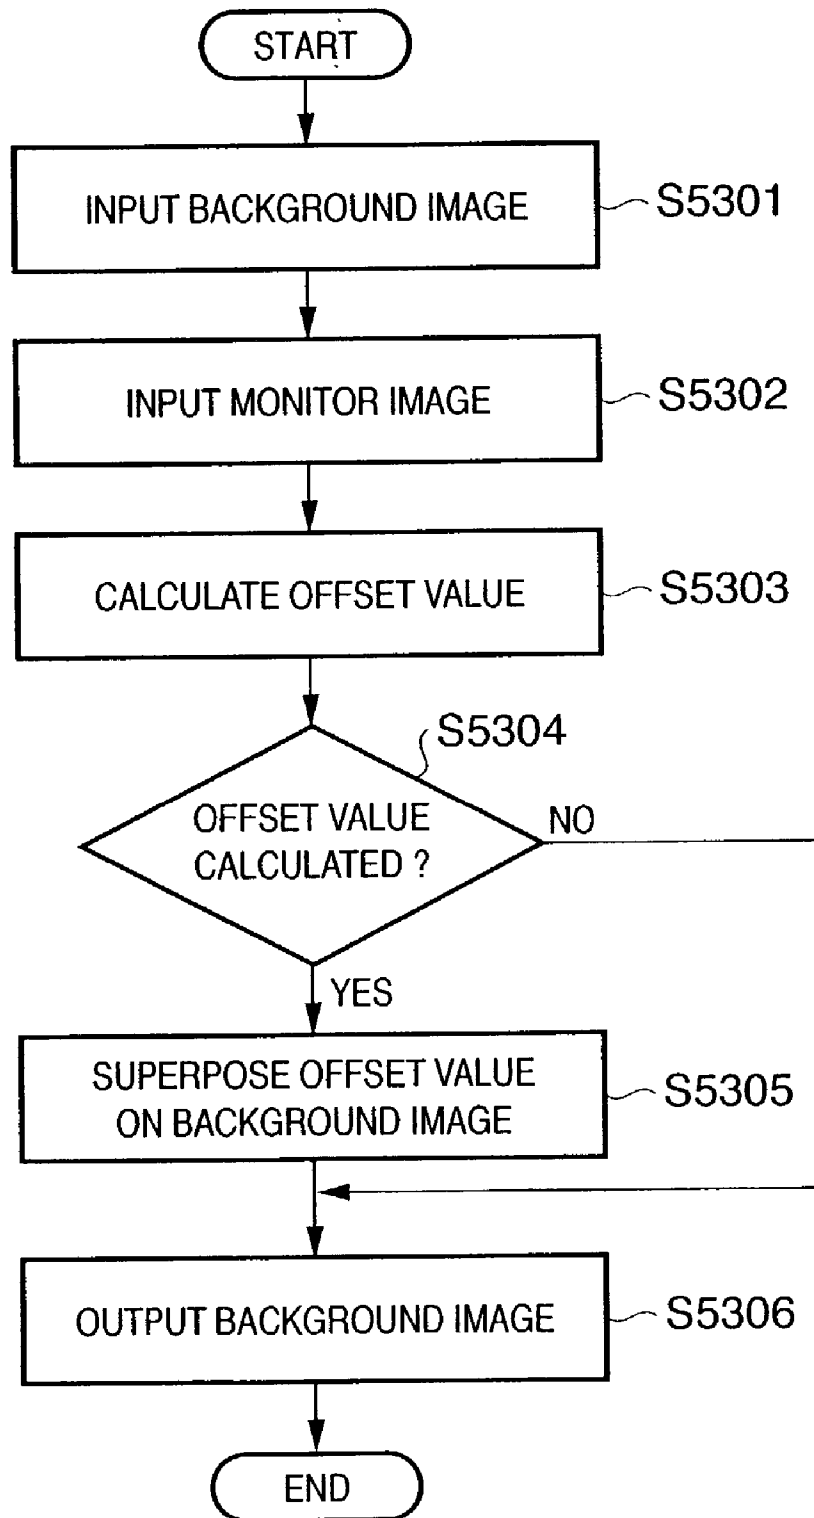 START
INPUT BACKGROUND IMAGE
S5301
INPUT MONITOR IMAGE
S5302
CALCULATE OFFSET VALUE
S5303
S5304
OFFSET VALUE
CALCULATED ?
NO
YES
SUPERPOSE OFFSET VALUE
ON BACKGROUND IMAGE
S5305
OUTPUT BACKGROUND IMAGE
S5306
END